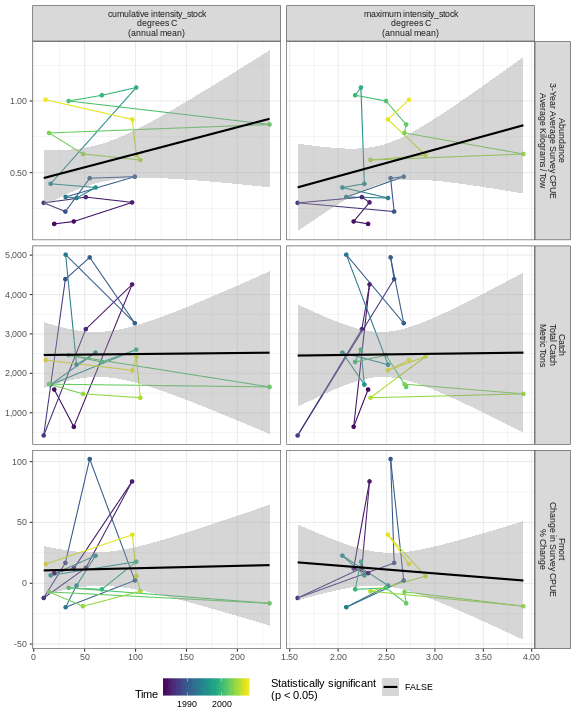 cumulative intensity_stock
degrees C
(annual mean)
maximum intensity_stock
degrees C
(annual mean)
1.00
0.50
Abundance
3-Year Average Survey CPUE
Average Kilograms / Tow
5,000
4,000
3,000
2,000
1,000
Catch
Total Catch
Metric Tons
100
50
0
-50
Fmort
Change in Survey CPUE
% Change
0
50
100
150
200
1.50
2.00
2.50
3.00
3.50
4.00
Time
1990
2000
Statistically significant
(p < 0.05)
FALSE